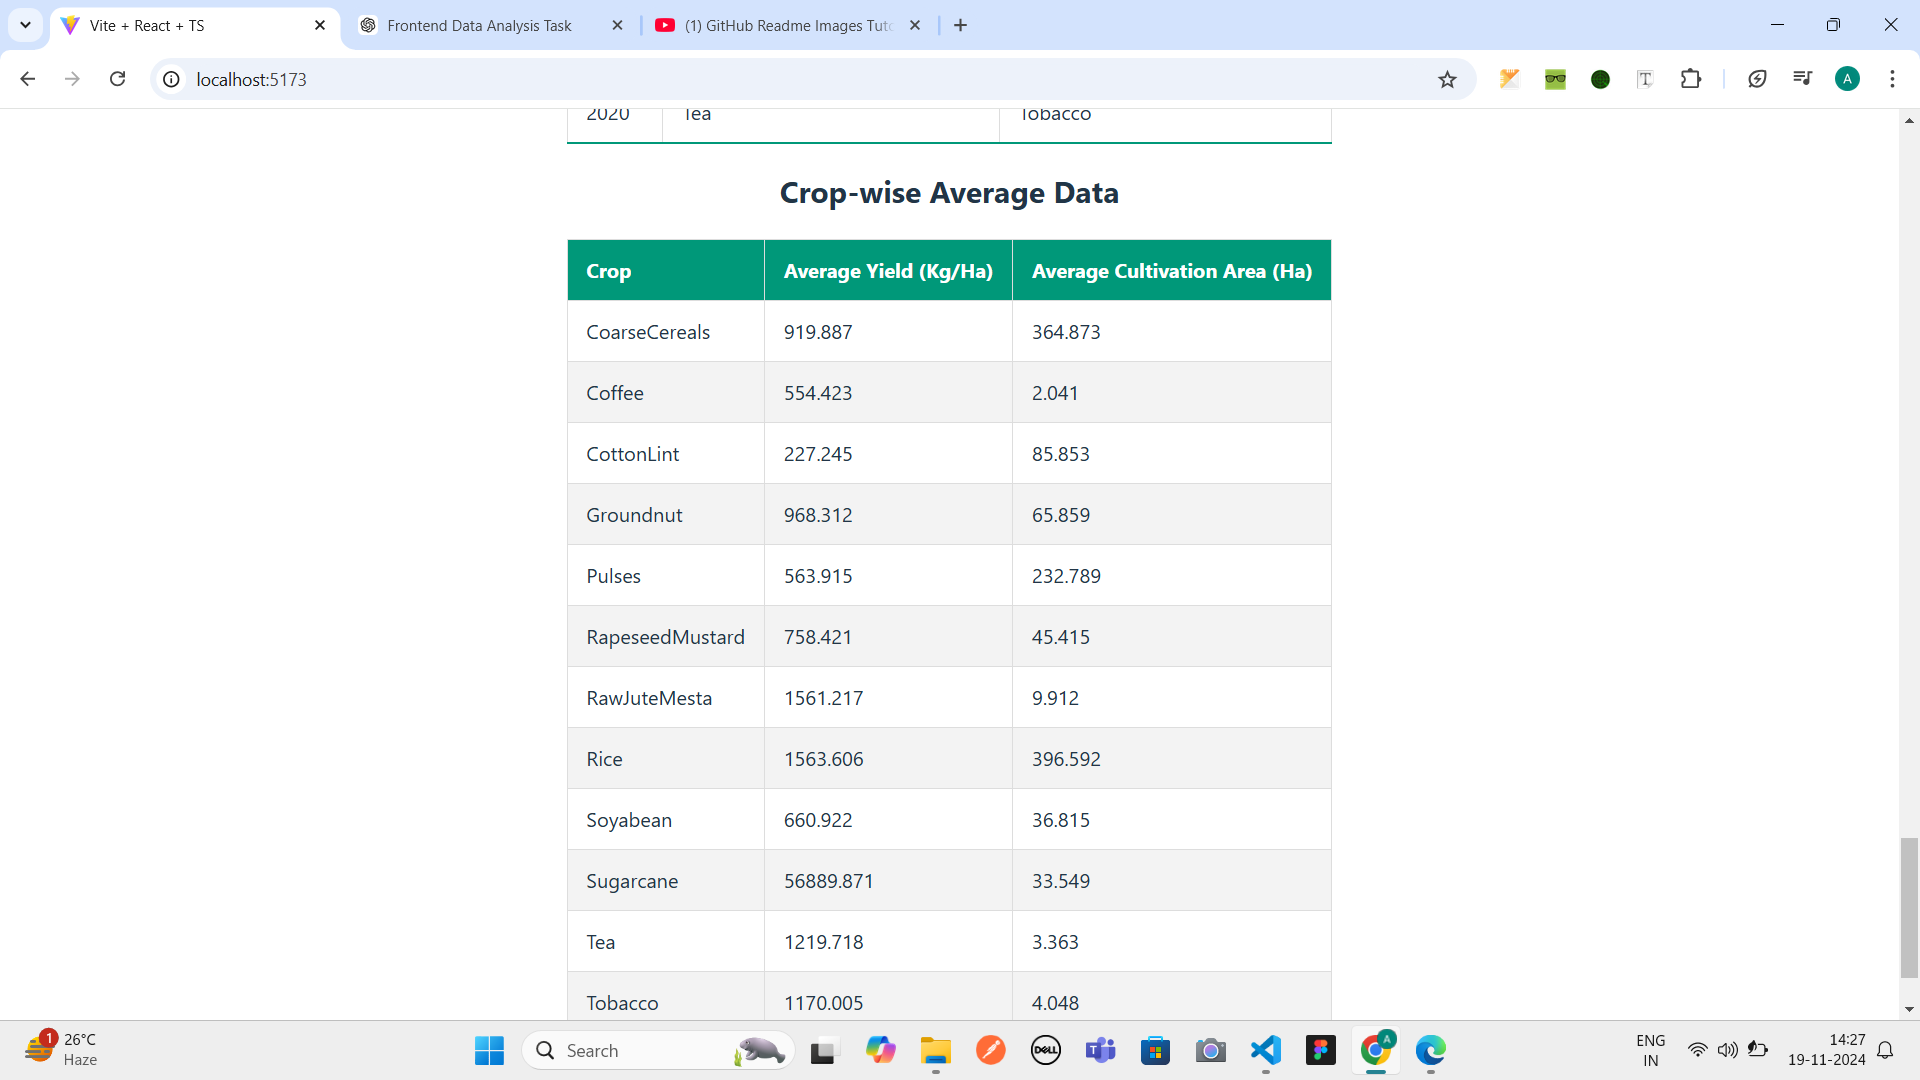 Vite + React + TS
Frontend Data Analysis Task
(1) GitHub Readme Images Tuto
localhost:5173
T
A
2020 Tea Tobacco
Crop-wise Average Data
Crop Average Yield (Kg/Ha) Average Cultivation Area (Ha)
CoarseCereals 919.887 364.873
Coffee 554.423 2.041
CottonLint 227.245 85.853
Groundnut 968.312 65.859
Pulses 563.915 232.789
RapeseedMustard 758.421 45.415
RawJuteMesta 1561.217 9.912
Rice 1563.606 396.592
Soyabean 660.922 36.815
Sugarcane 56889.871 33.549
Tea 1219.718 3.363
Tobacco 1170.005 4.048
1
26°C
Haze
Search
DELL
T
A
ENG
IN
14:27
19-11-2024